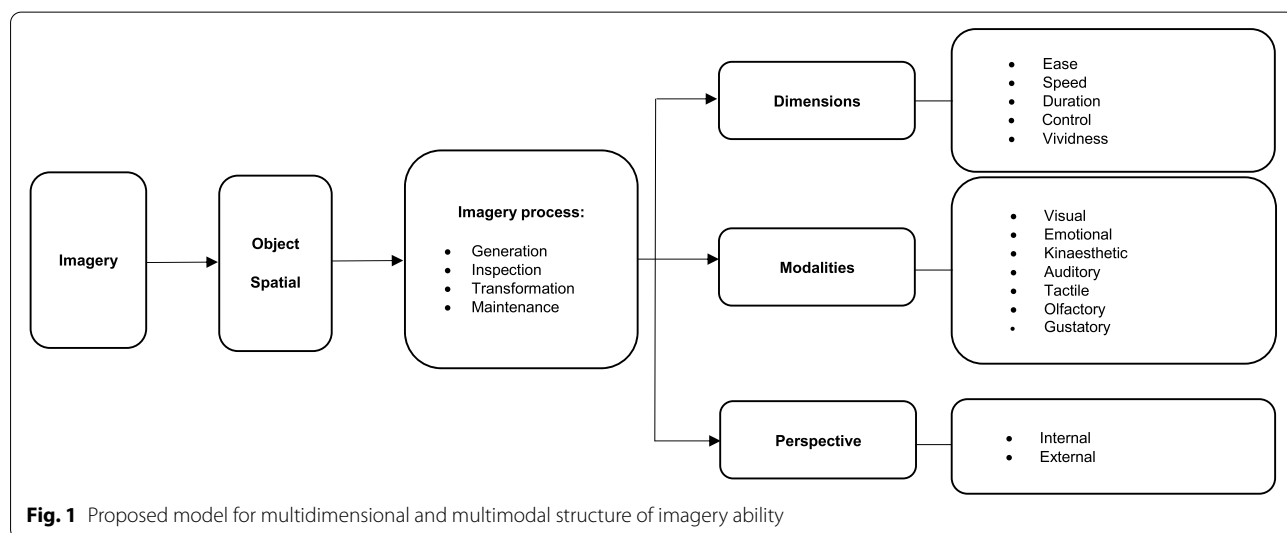 Imagery
Object
Spatial
Imagery process:
• Generation
• Inspection
• Transformation
• Maintenance
Dimensions
• Ease
• Speed
• Duration
• Control
• Vividness
Modalities
• Visual
• Emotional
• Kinaesthetic
• Auditory
• Tactile
• Olfactory
• Gustatory
Perspective
• Internal
• External
Fig. 1 Proposed model for multidimensional and multimodal structure of imagery ability